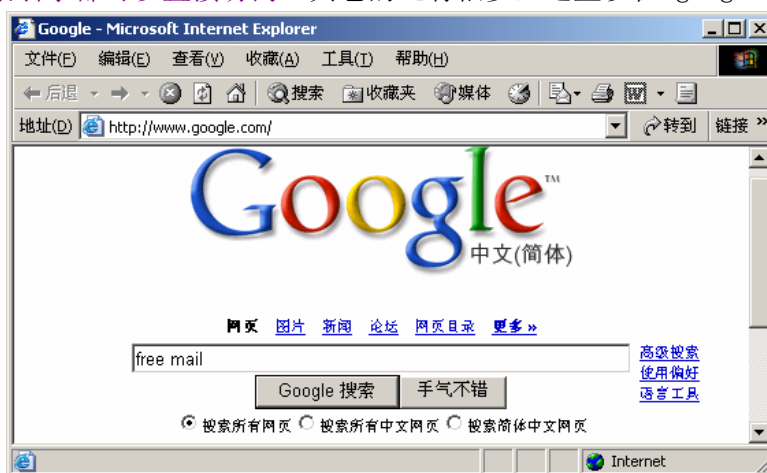 Google - Microsoft Internet Explorer
文件(F) 编辑(E) 查看(V) 收藏(A) 工具(T) 帮助(H)
后退 搜索 收藏夹 媒体
地址(D) http://www.google.com/ 转到 链接 »
Google™
中文(简体)
网页 图片 新闻 论坛 网页目录 更多 »
free mail
高级搜索
使用偏好
语言工具
Google 搜索 手气不错
搜索所有网页 搜索所有中文网页 搜索简体中文网页
Internet